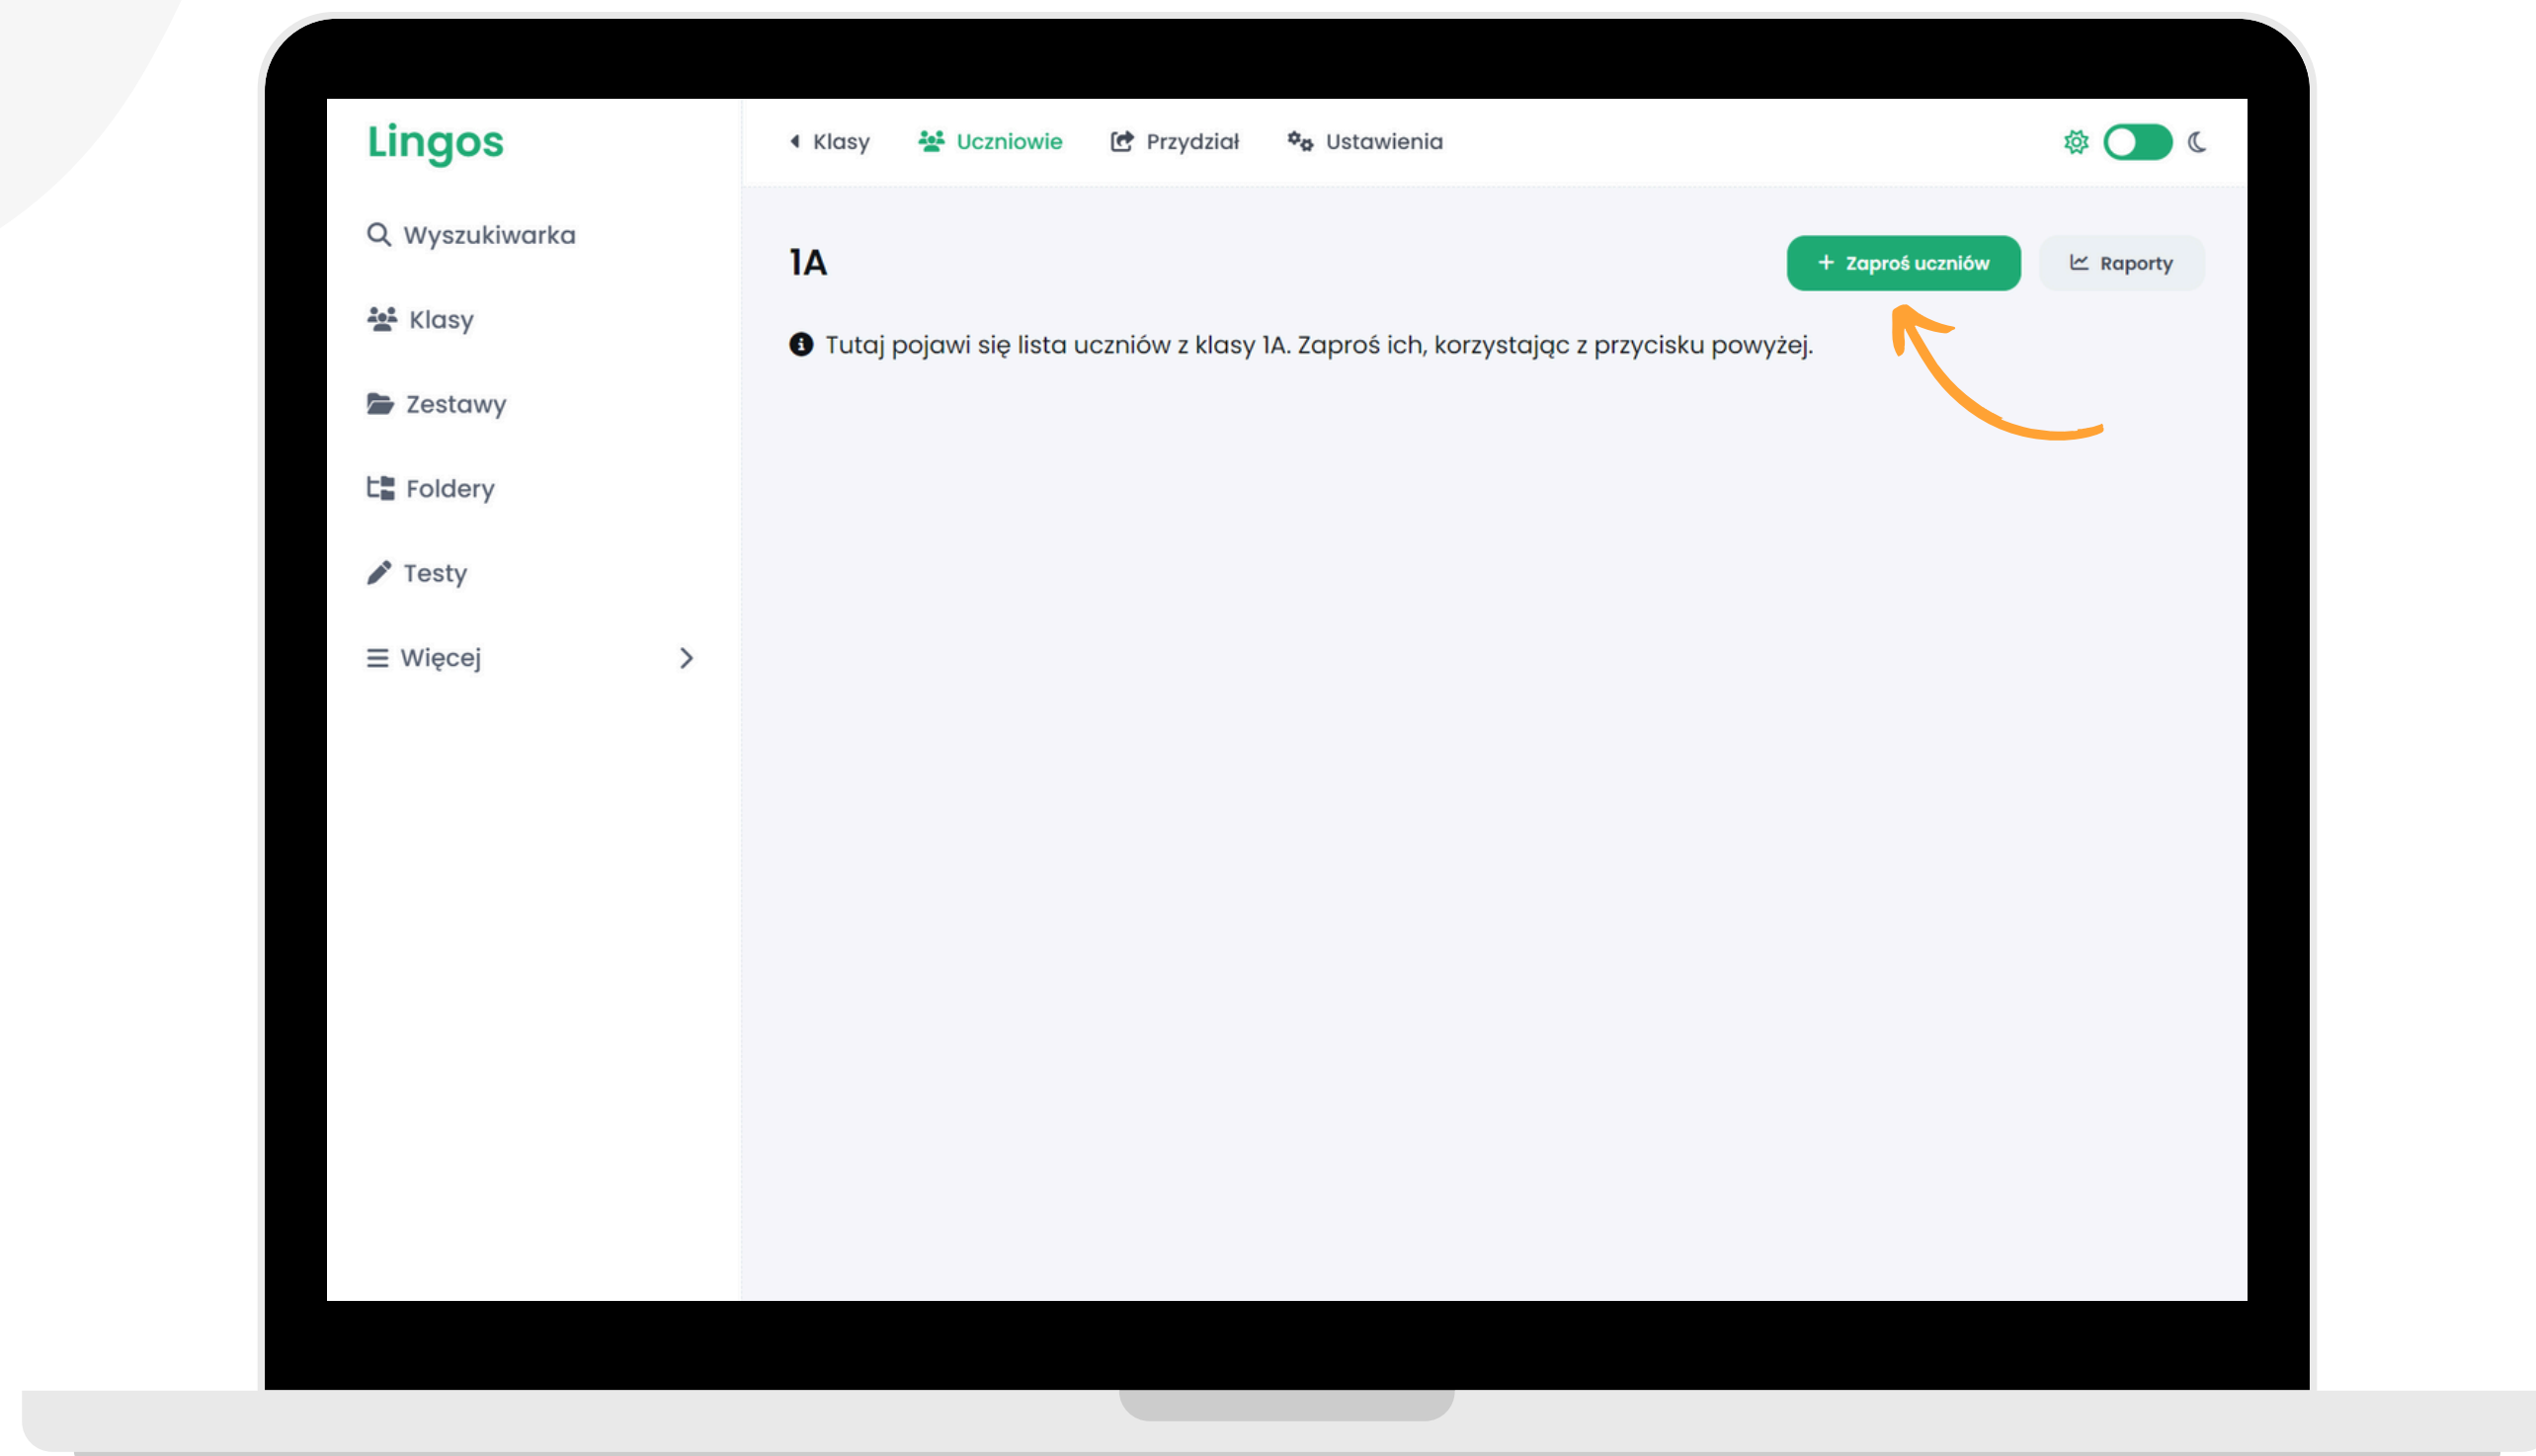 Lingos
Klasy Uczniowie Przydział Ustawienia
Wyszukiwarka
Klasy
Zestawy
Foldery
Testy
Więcej
1A
+ Zaproś uczniów
Raporty
Tutaj pojawi się lista uczniów z klasy 1A. Zaproś ich, korzystając z przycisku powyżej.